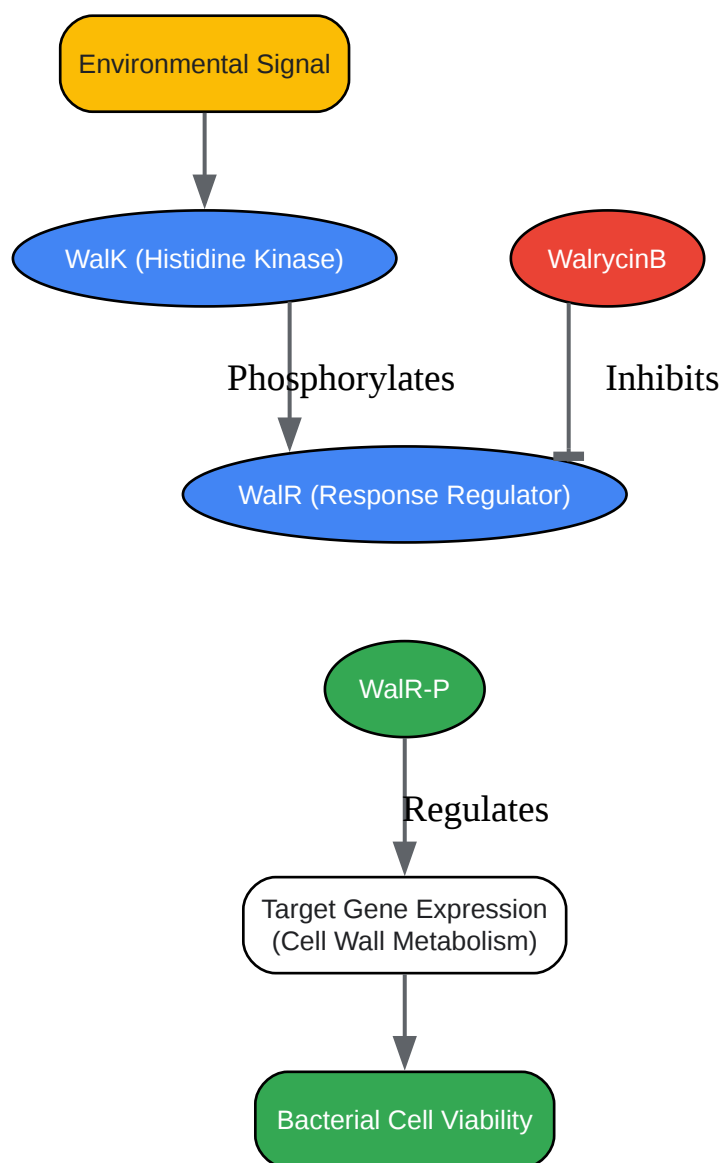 Environmental Signal
WalK (Histidine Kinase)
WalrycinB
Phosphorylates
Inhibits
WalR (Response Regulator)
WalR-P
Regulates
Target Gene Expression
(Cell Wall Metabolism)
Bacterial Cell Viability